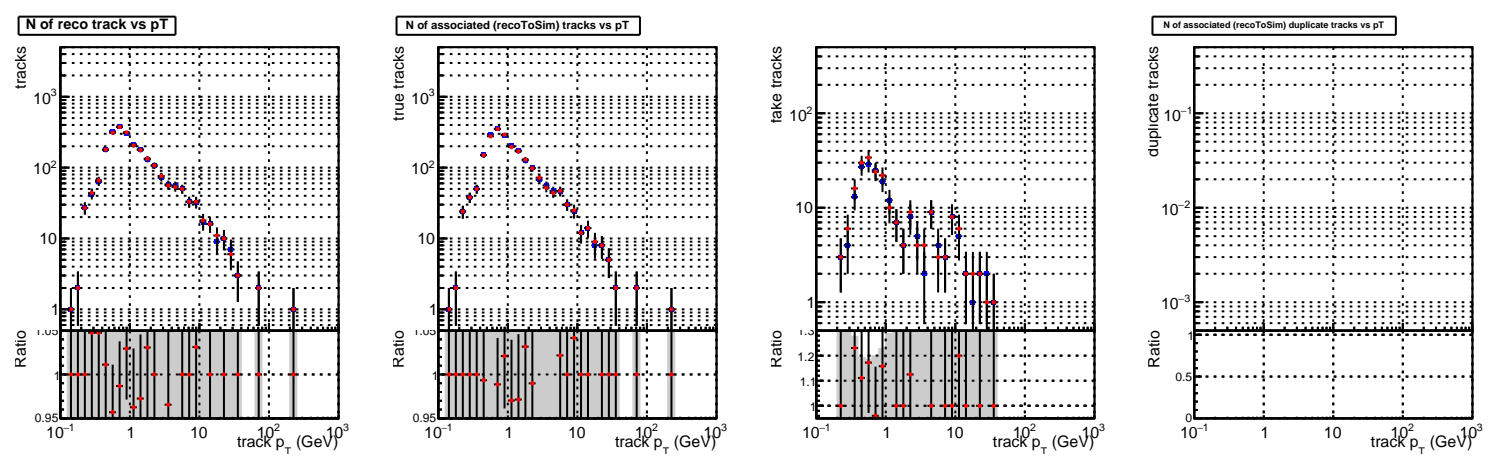 N of reco track vs pT
tracks
10³
10²
10
1
Ratio
1.05
1
0.95
10⁻¹ 1 10 10² 10³
track p_T (GeV)
N of associated (recoToSim) tracks vs pT
true tracks
10³
10²
10
1
Ratio
1.05
1
0.95
10⁻¹ 1 10 10² 10³
track p_T (GeV)
fake tracks
10²
10
1
Ratio
1.3
1.2
1.1
1
10⁻¹ 1 10 10² 10³
track p_T (GeV)
N of associated (recoToSim) duplicate tracks vs pT
duplicate tracks
10⁻¹
10⁻²
10⁻³
Ratio
1
0.5
0
10⁻¹ 1 10 10² 10³
track p_T (GeV)